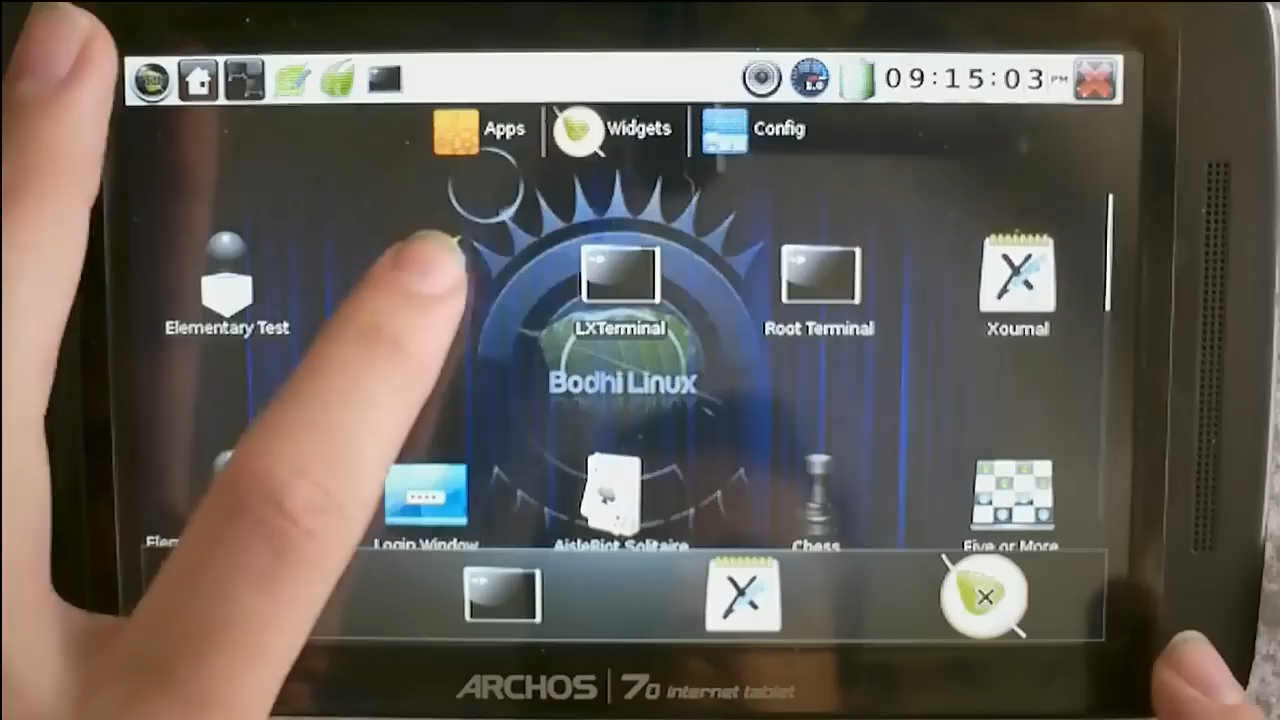 09:15:03 PM
Apps Widgets Config
Elementary Test LXTerminal Root Terminal Xournal
Bodhi Linux
Login Window AisleRiot Solitaire Chess Five or More
ARCHOS 70 internet tablet